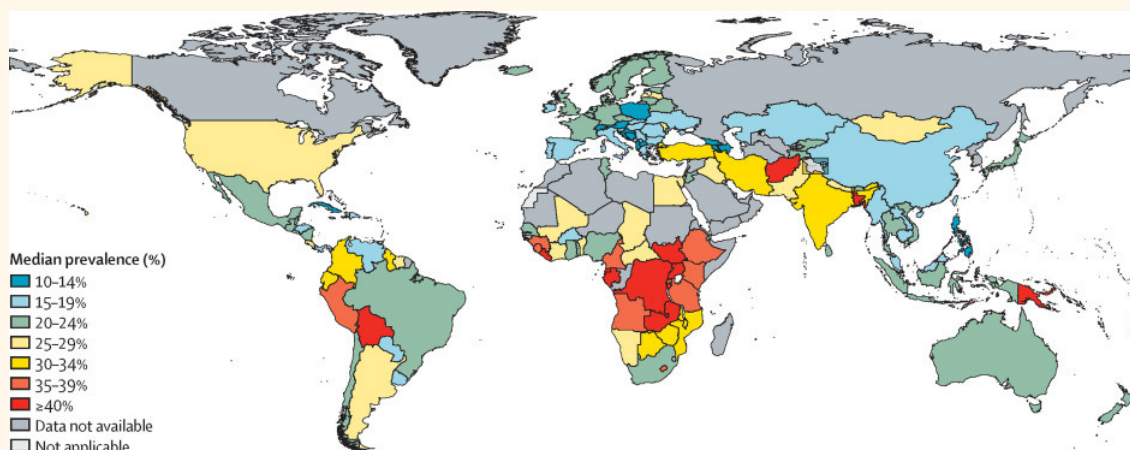 Median prevalence (%)
10–14%
15–19%
20–24%
25–29%
30–34%
35–39%
≥40%
Data not available
Not applicable